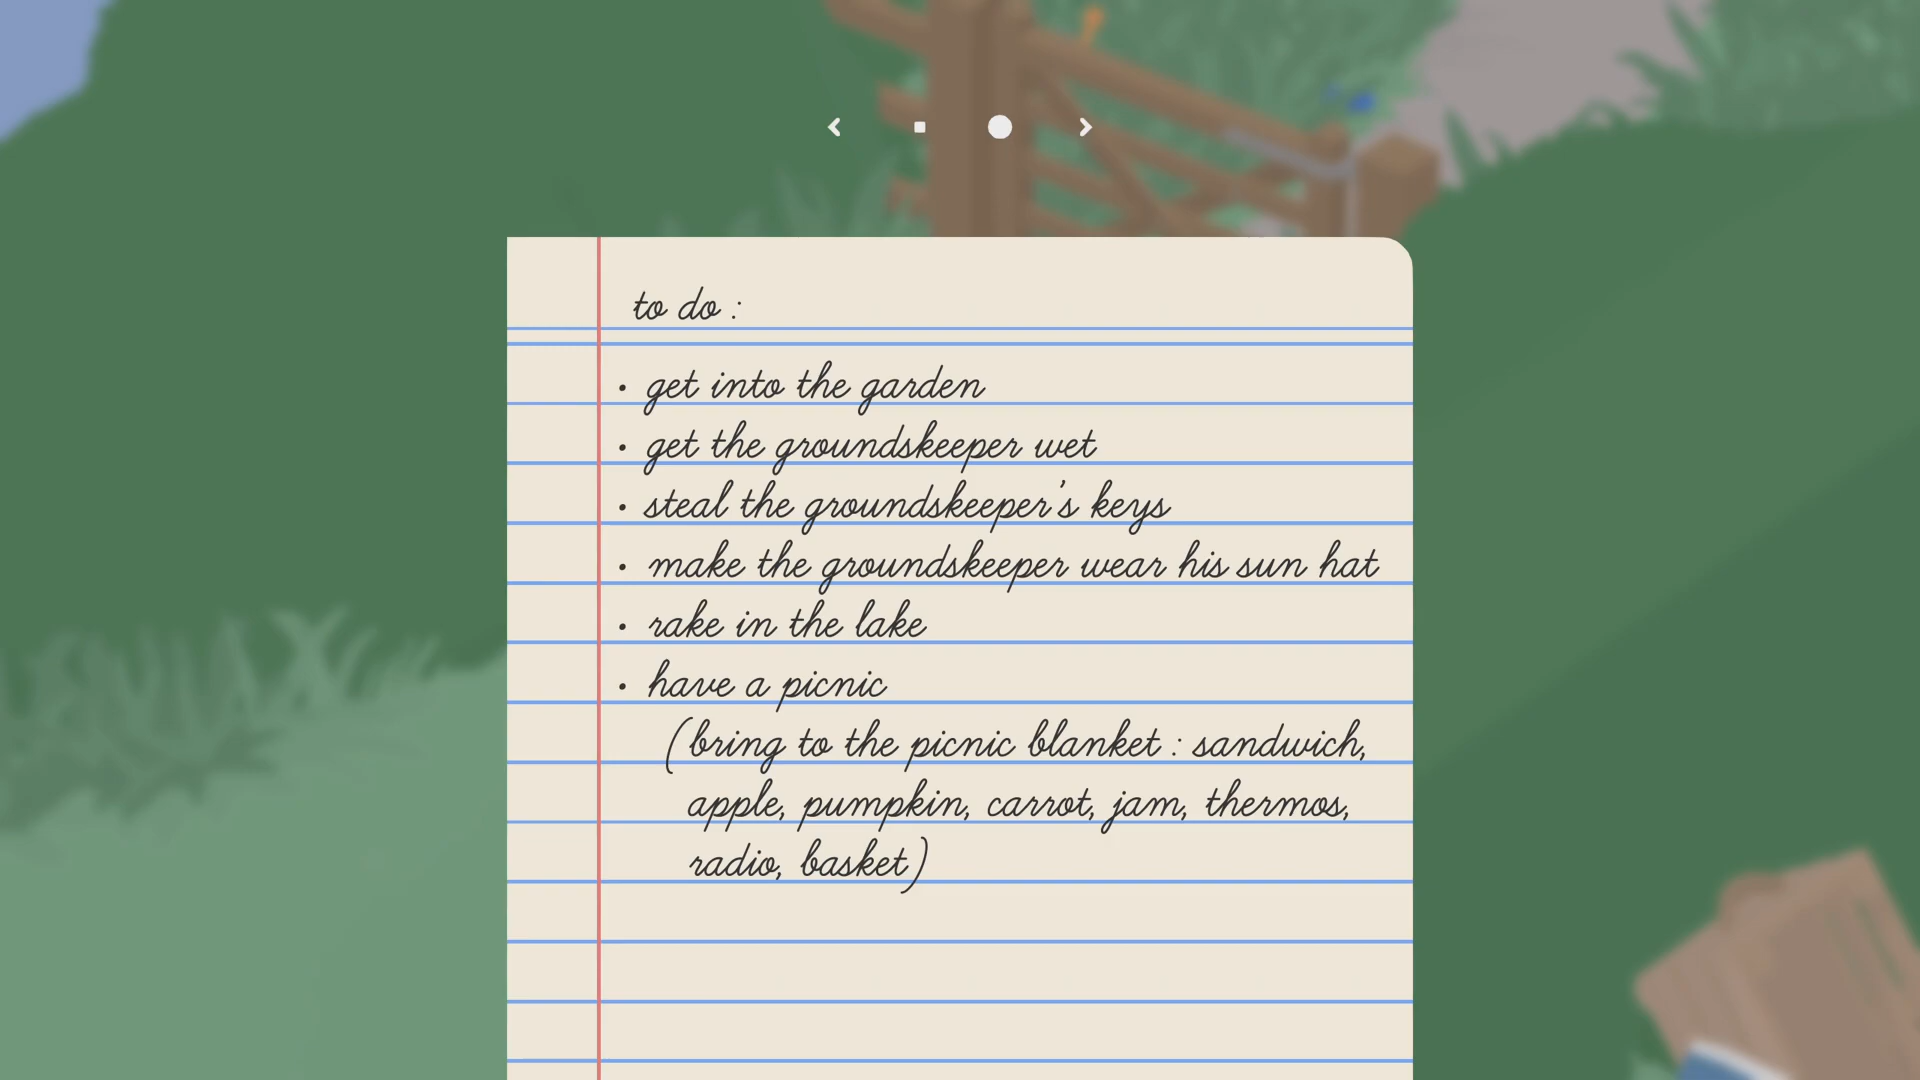 to do :
• get into the garden
• get the groundskeeper wet
• steal the groundskeeper's keys
• make the groundskeeper wear his sun hat
• rake in the lake
• have a picnic
(bring to the picnic blanket : sandwich,
apple, pumpkin, carrot, jam, thermos,
radio, basket)